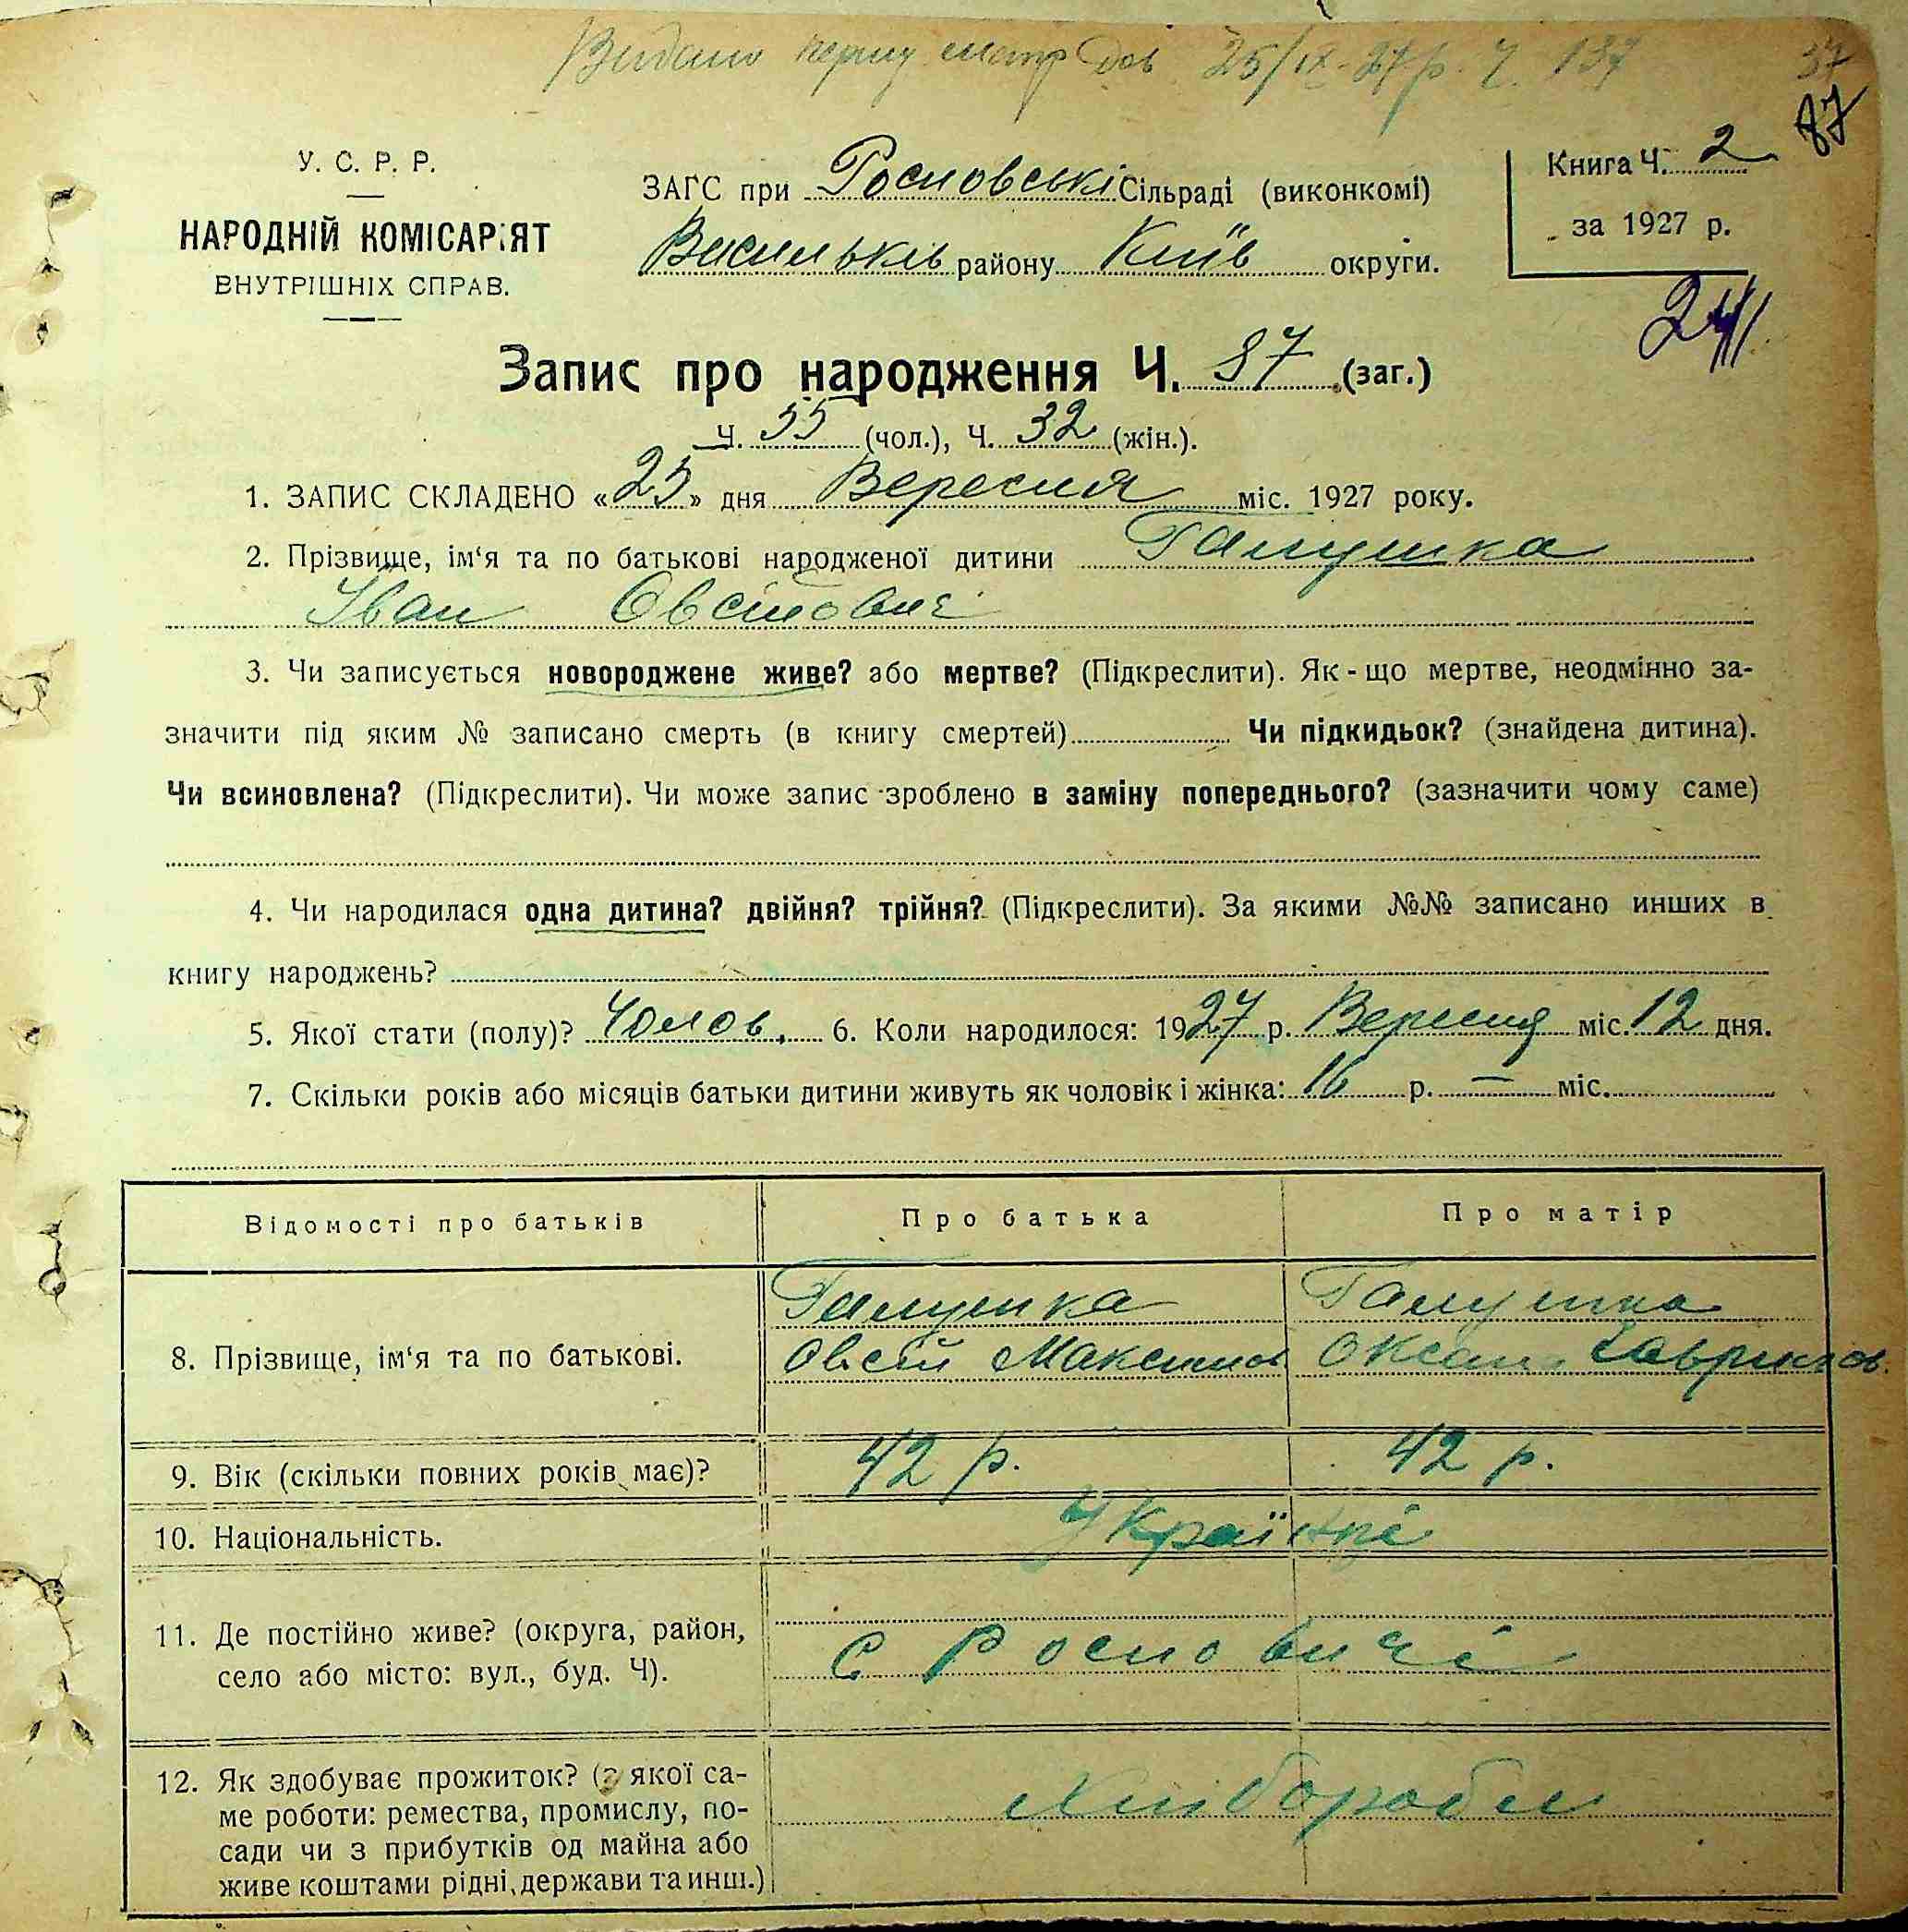 Видано перну 25/IX-27р. Ч. 137
37
87
У. С. Р. Р.
НАРОДНІЙ КОМІСАР'ЯТ
ВНУТРІШНІХ СПРАВ.
ЗАГС при Росновські Сільраді (виконкомі)
Васильків району Київ округи.
Книга Ч. 2
за 1927 р.
Запис про народження Ч. 87 (заг.)
Ч. 55 (чол.), Ч. 32 (жін.).
1. ЗАПИС СКЛАДЕНО «25» дня Вересня міс. 1927 року.
2. Прізвище, ім'я та по батькові народженої дитини Галушка
Іван Овсійович
3. Чи записується новороджене живе? або мертве? (Підкреслити). Як-що мертве, неодмінно за-
значити під яким № записано смерть (в книгу смертей) Чи підкидьок? (знайдена дитина).
Чи всиновлена? (Підкреслити). Чи може запис зроблено в заміну попереднього? (зазначити чому саме)
4. Чи народилася одна дитина? двійня? трійня? (Підкреслити). За якими №№ записано инших в
книгу народжень?
5. Якої стати (полу)? Чолов. 6. Коли народилося: 1927 р. Вересня міс. 12 дня.
7. Скільки років або місяців батьки дитини живуть як чоловік і жінка: 16 р. — міс.
Відомості про батьків Про батька Про матір
Галушка Галушка
8. Прізвище, ім'я та по батькові. Овсій Максимов Оксана Гаврилов.
9. Вік (скільки повних років має)? 42 р. 42 р.
10. Національність. Українці
11. Де постійно живе? (округа, район,
село або місто: вул., буд. Ч). с Росновичі
12. Як здобуває прожиток? (з якої са-
ме роботи: ремества, промислу, по- Хліборобси
сади чи з прибутків од майна або
живе коштами рідні, держави та инш.)